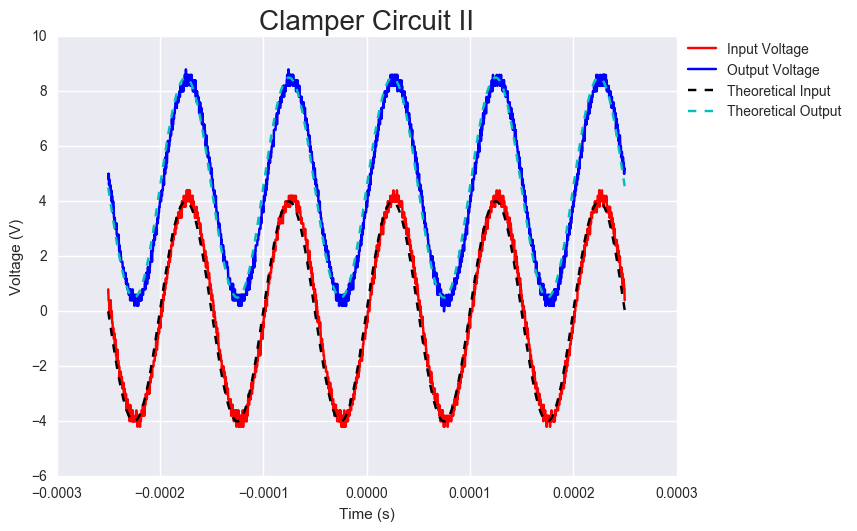 Clamper Circuit II
Input Voltage
Output Voltage
Theoretical Input
Theoretical Output
Voltage (V)
10
8
6
4
2
0
−2
−4
−6
−0.0003 −0.0002 −0.0001 0.0000 0.0001 0.0002 0.0003
Time (s)